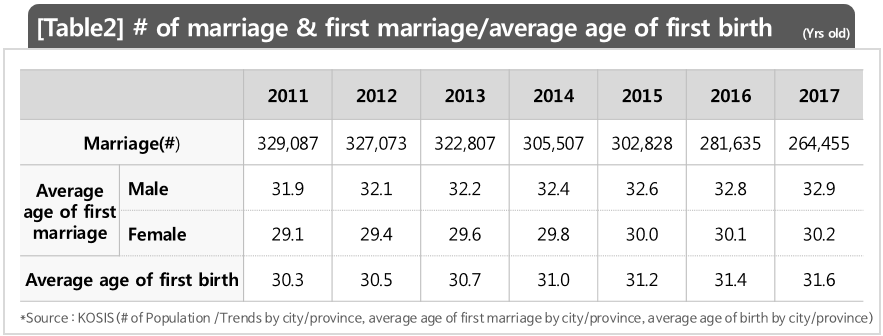 [Table2] # of marriage & first marriage/average age of first birth (Yrs old)
2011 2012 2013 2014 2015 2016 2017
Marriage(#) 329,087 327,073 322,807 305,507 302,828 281,635 264,455
Average age of first marriage
Male 31.9 32.1 32.2 32.4 32.6 32.8 32.9
Female 29.1 29.4 29.6 29.8 30.0 30.1 30.2
Average age of first birth 30.3 30.5 30.7 31.0 31.2 31.4 31.6
*Source : KOSIS(# of Population /Trends by city/province, average age of first marriage by city/province, average age of birth by city/province)